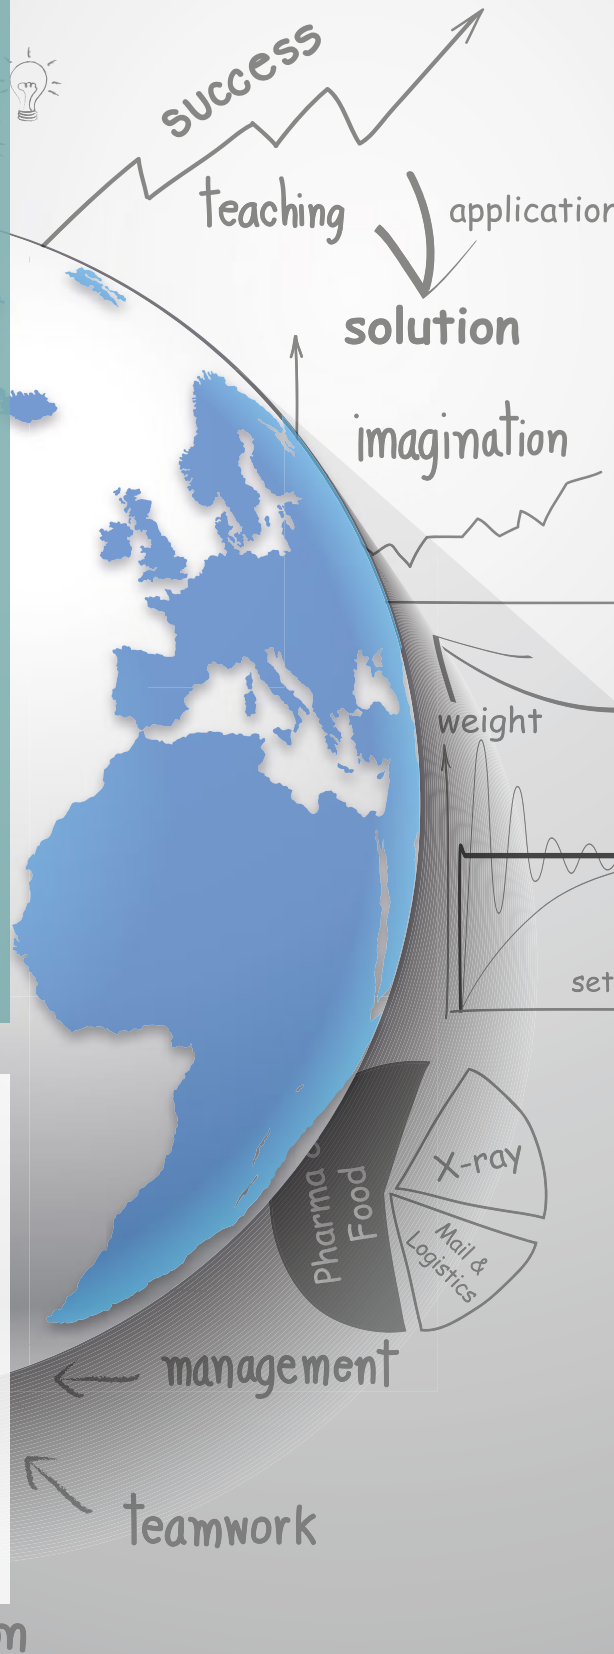 success
teaching
application
solution
imagination
weight
set
Pharma &
Food
X-ray
Mail &
Logistics
management
teamwork
m